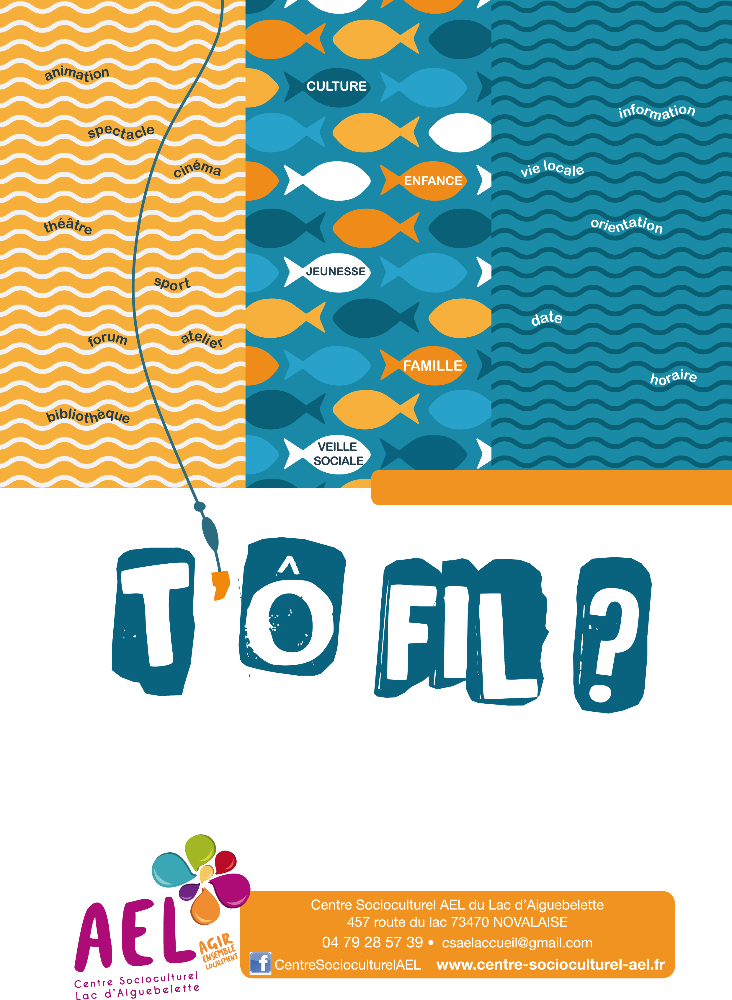 animation
spectacle
cinéma
théâtre
sport
forum
atelier
bibliothèque
CULTURE
ENFANCE
JEUNESSE
FAMILLE
VEILLE
SOCIALE
information
vie locale
orientation
date
horaire
T'Ô FIL ?
AEL
AGIR
ENSEMBLE
LOCALEMENT
Centre Socioculturel
Lac d'Aiguebelette
Centre Socioculturel AEL du Lac d'Aiguebelette
457 route du lac 73470 NOVALAISE
04 79 28 57 39 • csaelaccueil@gmail.com
f CentreSocioculturelAEL www.centre-socioculturel-ael.fr